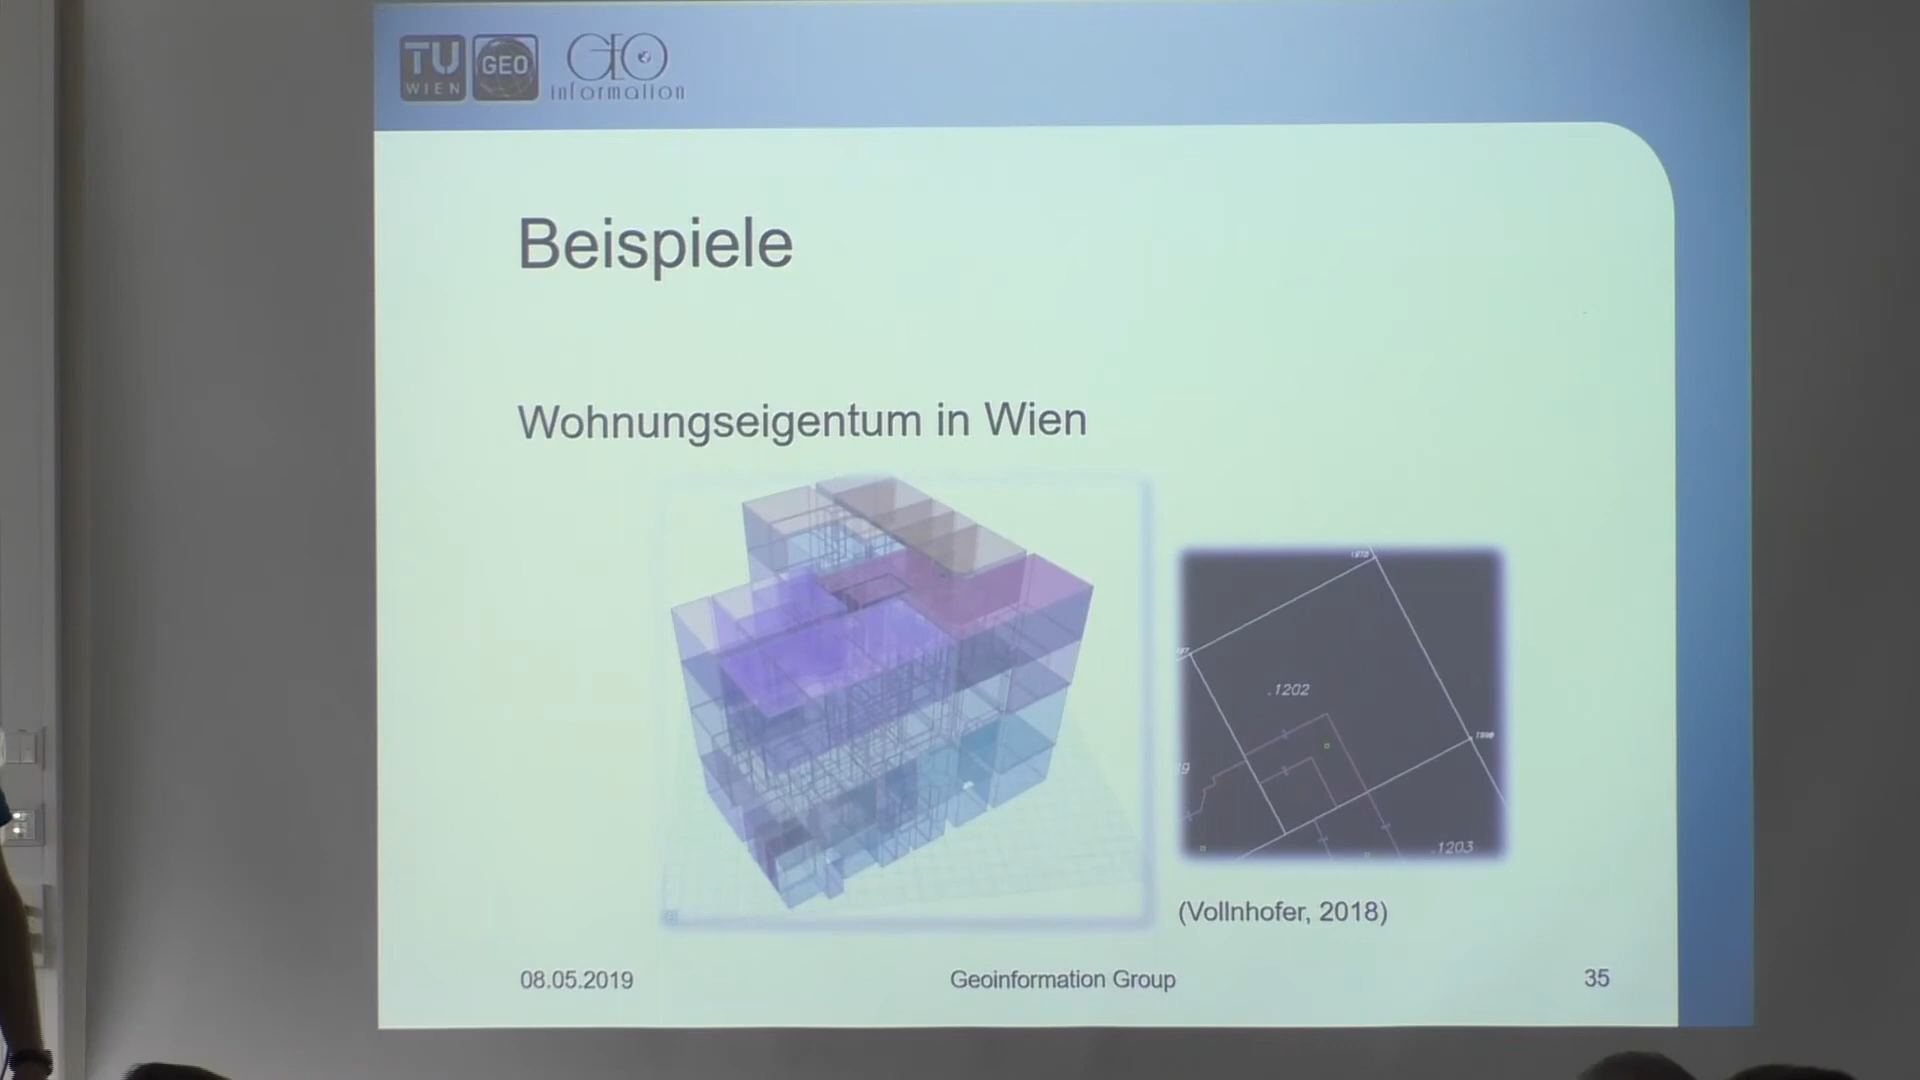 TU
WIEN
GEO
GEO
information
Beispiele
Wohnungseigentum in Wien
.1202
.1203
(Vollnhofer, 2018)
08.05.2019
Geoinformation Group
35